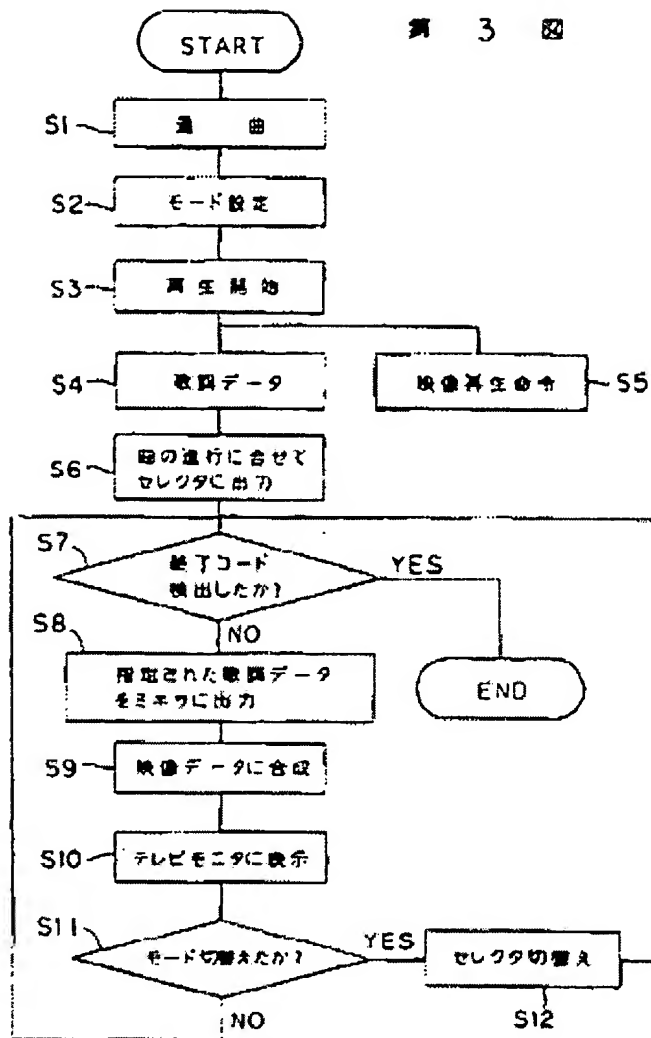 第 3 図
START
S1
選 曲
S2
モード設定
S3
再生開始
S4
歌詞データ
映像再生命令
S5
S6
曲の進行に合せて
セレクタに出力
S7
終了コード
検出したか?
YES
NO
S8
指定された歌詞データ
をミキサに出力
END
S9
映像データに合成
S10
テレビモニタに表示
S11
モード切替えたか?
YES
セレクタ切替え
S12
NO